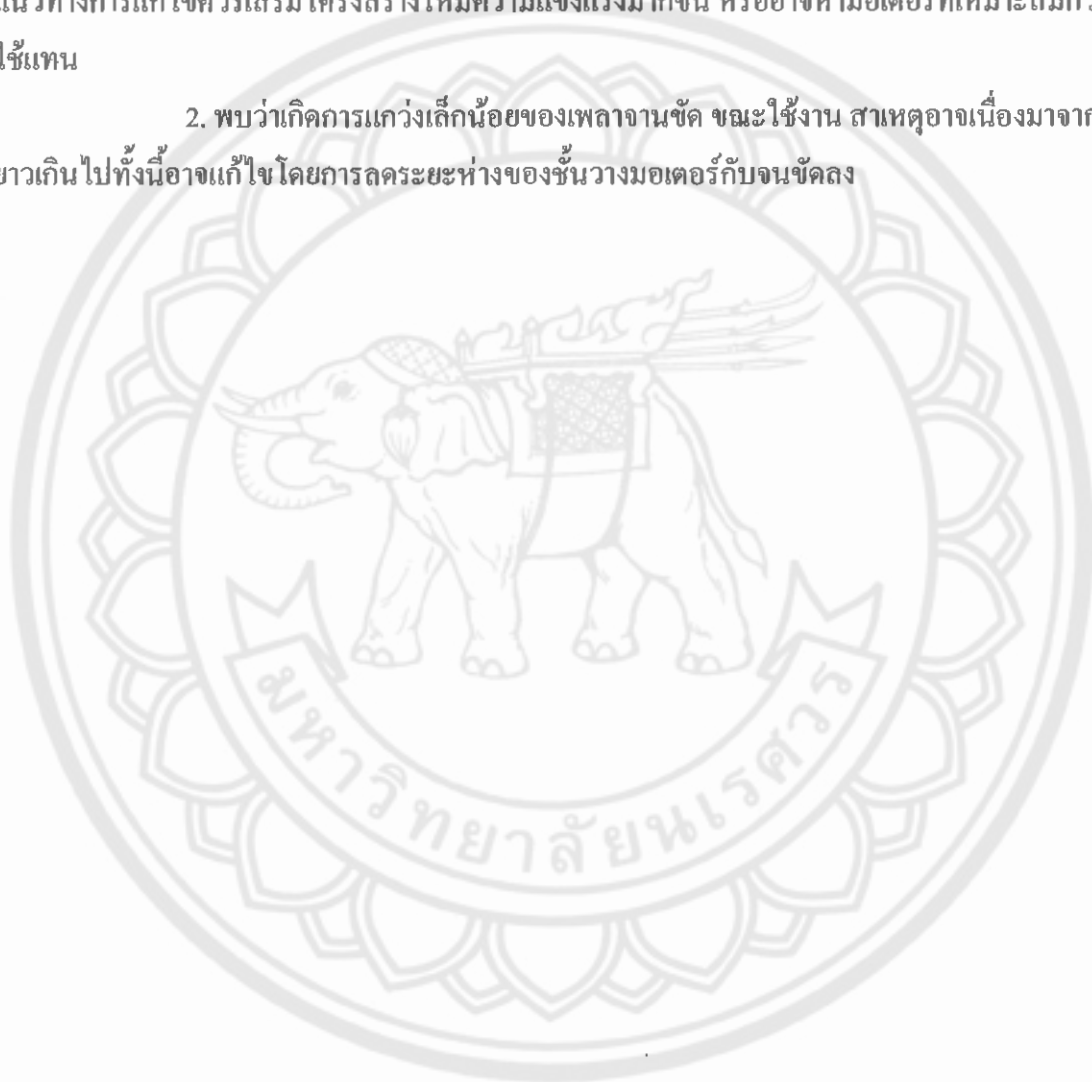 แนวทางการแก้ไขควรเสริมโครงสร้างให้มีความแข็งแรงมากขึ้น หรืออาจหามอเตอร์ที่เหมาะสมกว่า
ใช้แทน
2. พบว่าเกิดการแกว่งเล็กน้อยของเพลาจานขัด ขณะใช้งาน สาเหตุอาจเนื่องมาจาก
ยาวเกินไปทั้งนี้อาจแก้ไขโดยการลดระยะห่างของชั้นวางมอเตอร์กับจนขัดลง
มหาวิทยาลัยนเรศวร